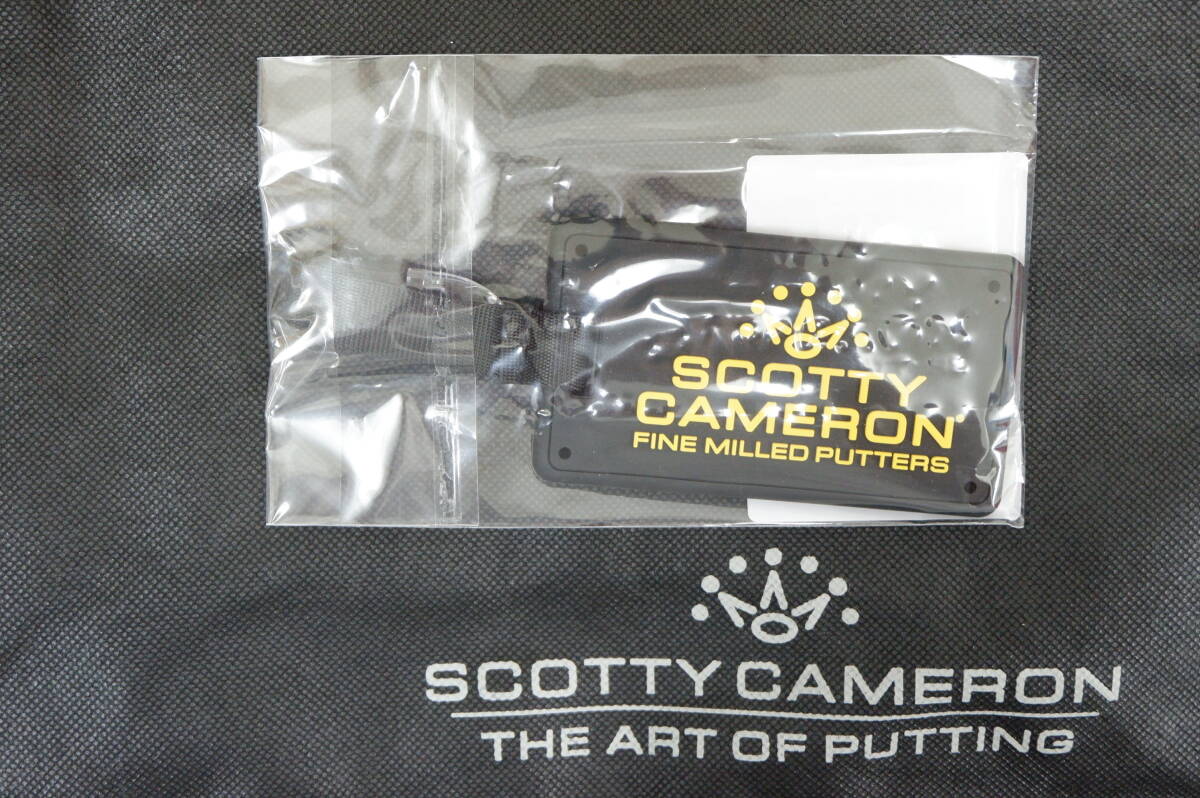 SCOTTY
CAMERON
FINE MILLED PUTTERS
SCOTTY CAMERON
THE ART OF PUTTING